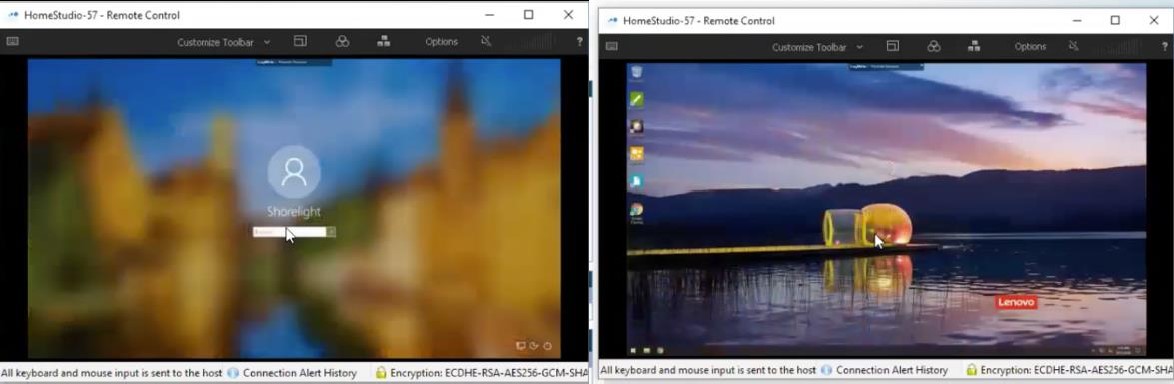 HomeStudio-57 - Remote Control
Customize Toolbar
Options
?
Shorelight
All keyboard and mouse input is sent to the host
Connection Alert History
Encryption: ECDHE-RSA-AES256-GCM-SHA
HomeStudio-57 - Remote Control
Customize Toolbar
Options
?
Lenovo
All keyboard and mouse input is sent to the host
Connection Alert History
Encryption: ECDHE-RSA-AES256-GCM-SHA